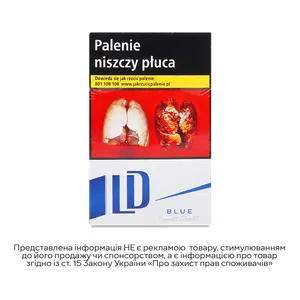 Palenie
niszczy płuca
Dowiedz się jak rzucić palenie:
801 108 108 www.jakrzucicpalenie.pl
LD
BLUE
Представлена інформація НЕ є рекламою товару, стимулюванням
до його продажу чи спонсорством, а є інформацією про товар
згідно із ст. 15 Закону України «Про захист прав споживачів»